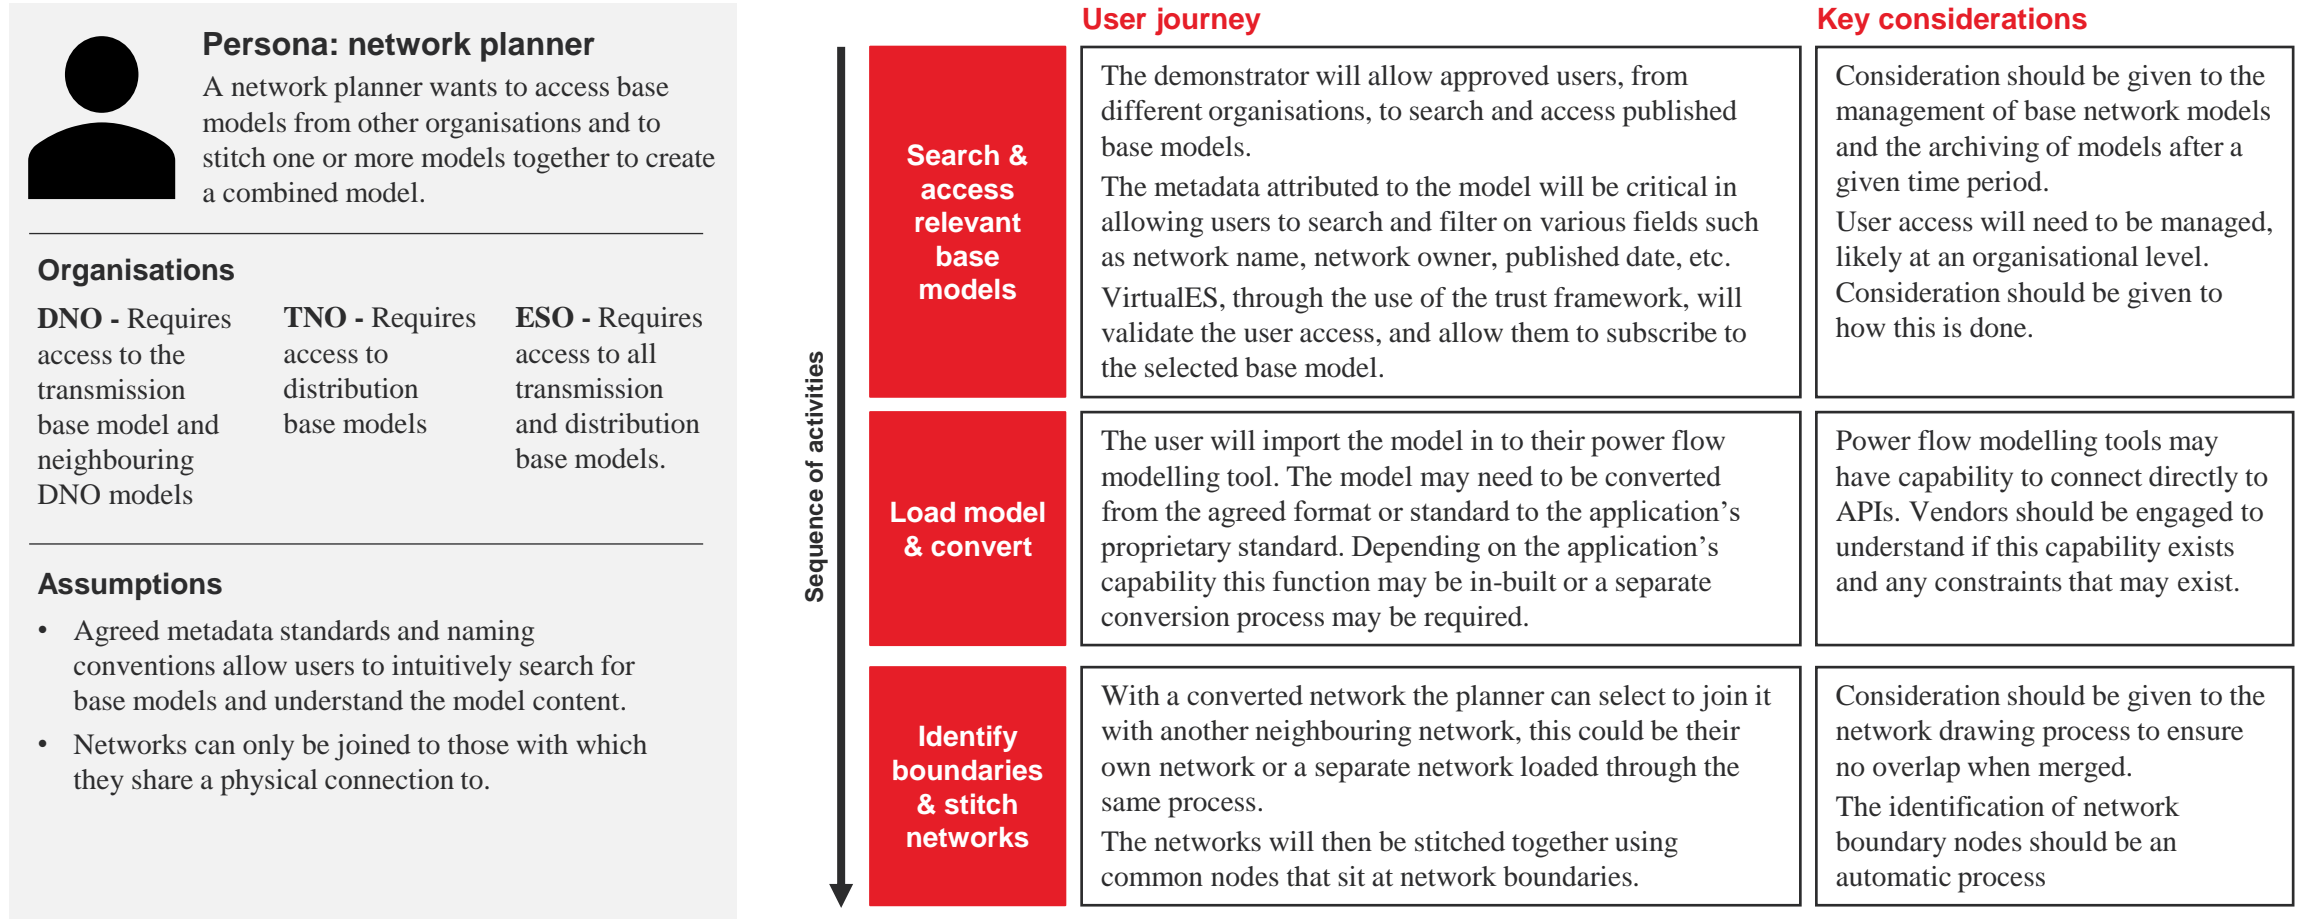 Persona: network planner
A network planner wants to access base
models from other organisations and to
stitch one or more models together to create
a combined model.
Organisations
DNO - Requires
access to the
transmission
base model and
neighbouring
DNO models
TNO - Requires
access to
distribution
base models
ESO - Requires
access to all
transmission
and distribution
base models.
Assumptions
• Agreed metadata standards and naming
conventions allow users to intuitively search for
base models and understand the model content.
• Networks can only be joined to those with which
they share a physical connection to.
Sequence of activities
User journey
Key considerations
Search &
access
relevant
base
models
The demonstrator will allow approved users, from
different organisations, to search and access published
base models.
The metadata attributed to the model will be critical in
allowing users to search and filter on various fields such
as network name, network owner, published date, etc.
VirtualES, through the use of the trust framework, will
validate the user access, and allow them to subscribe to
the selected base model.
Consideration should be given to the
management of base network models
and the archiving of models after a
given time period.
User access will need to be managed,
likely at an organisational level.
Consideration should be given to
how this is done.
Load model
& convert
The user will import the model in to their power flow
modelling tool. The model may need to be converted
from the agreed format or standard to the application’s
proprietary standard. Depending on the application’s
capability this function may be in-built or a separate
conversion process may be required.
Power flow modelling tools may
have capability to connect directly to
APIs. Vendors should be engaged to
understand if this capability exists
and any constraints that may exist.
Identify
boundaries
& stitch
networks
With a converted network the planner can select to join it
with another neighbouring network, this could be their
own network or a separate network loaded through the
same process.
The networks will then be stitched together using
common nodes that sit at network boundaries.
Consideration should be given to the
network drawing process to ensure
no overlap when merged.
The identification of network
boundary nodes should be an
automatic process